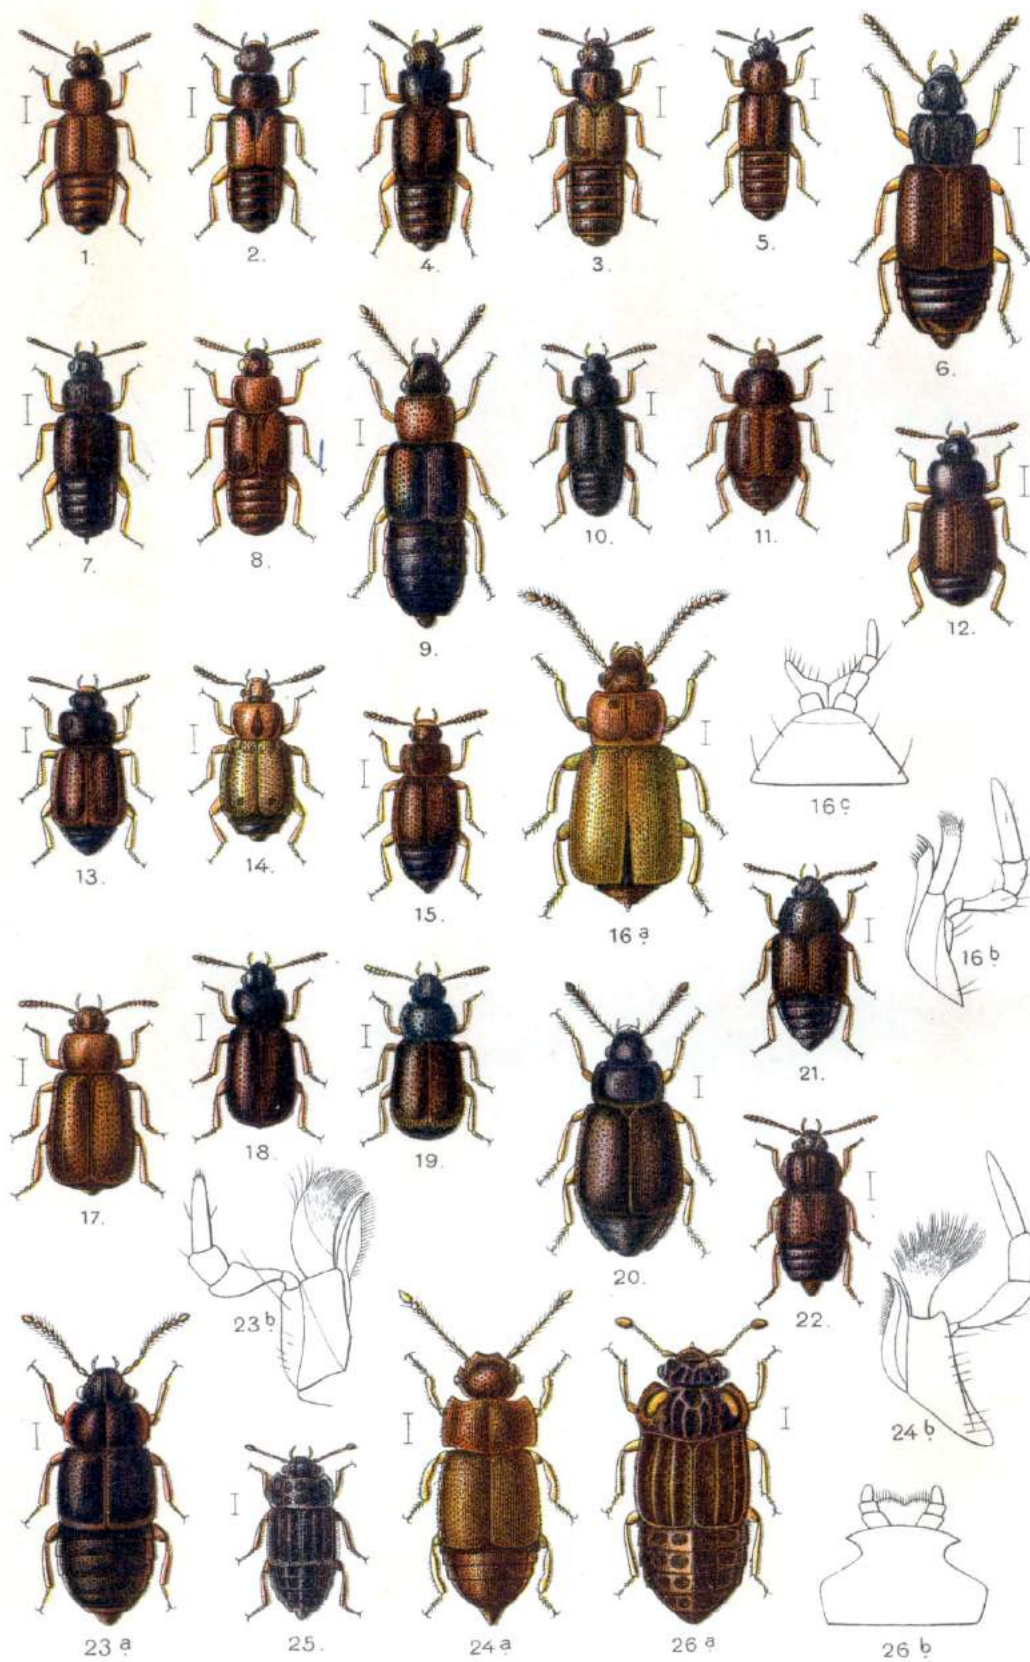 1.
2.
4.
3.
5.
6.
7.
8.
9.
10.
11.
12.
13.
14.
15.
16 a
16 c
16 b
17.
18.
19.
20.
21.
22.
23 b
24 b
23 a
25.
24 a
26 a
26 b